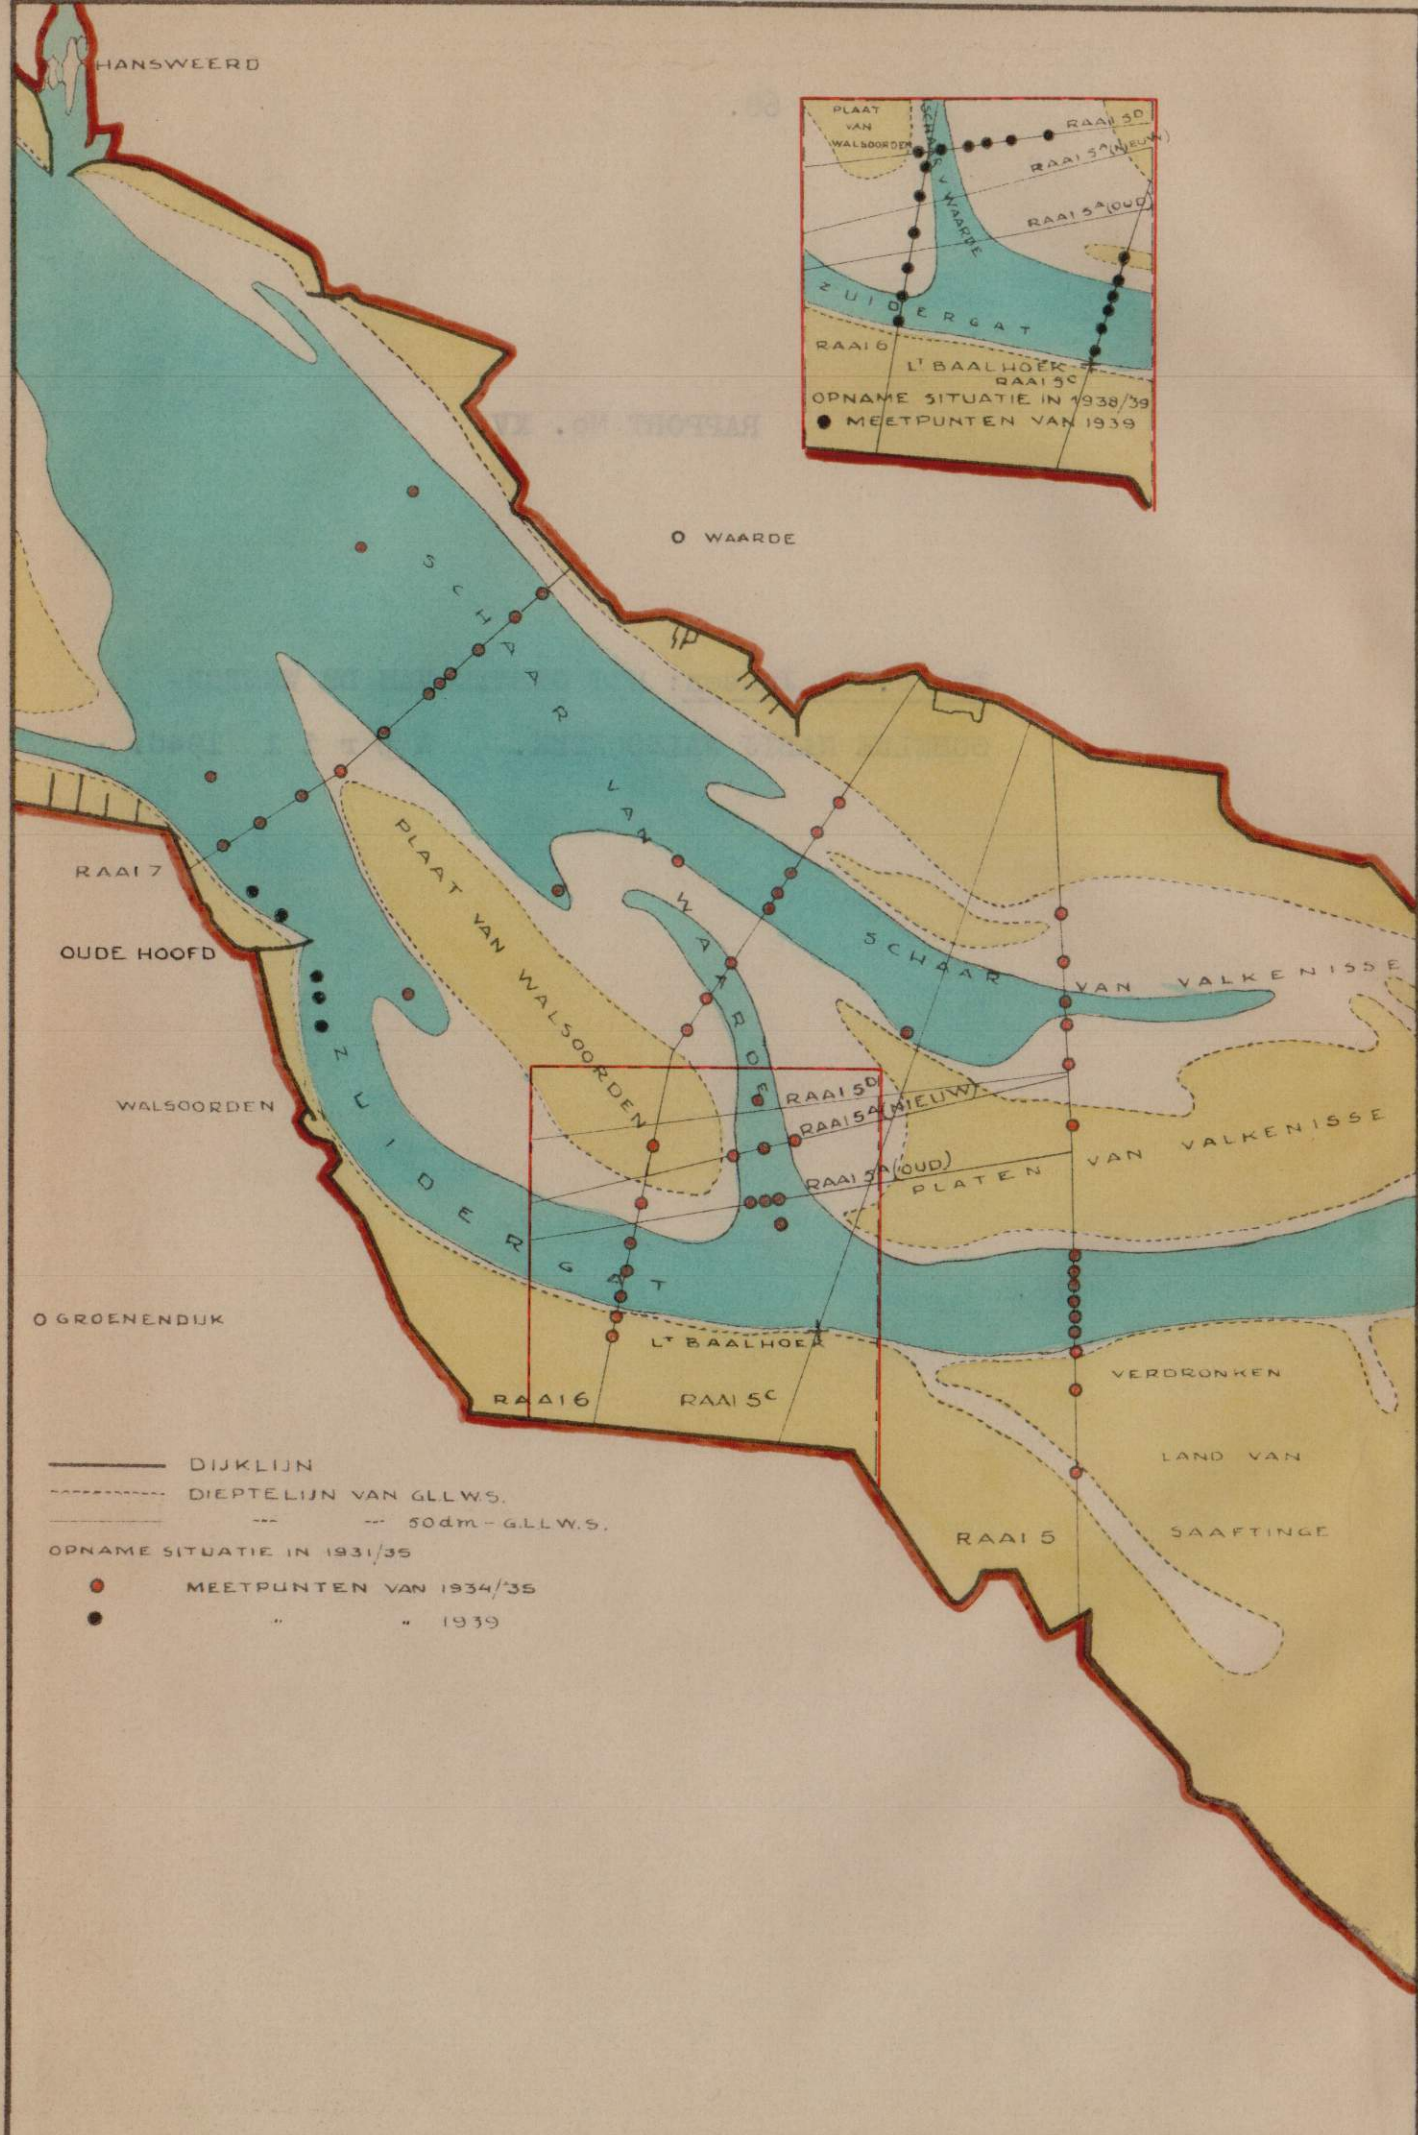 HANSWEERD
PLAAT
VAN
WALSOORDEN
SCHAAR V WAARDE
RAAI 5D
RAAI 5A (NIEUW)
RAAI 5A (OUD)
ZUIDERGAT
RAAI 6
LT BAALHOEK
RAAI 5C
OPNAME SITUATIE IN 1938/'39
MEETPUNTEN VAN 1939
RAPPORT No. XV
WAARDE
SCHAAR VAN WAARDE
PLAAT VAN WALSOORDEN
RAAI 7
OUDE HOOFD
SCHAAR VAN VALKENISSE
WALSOORDEN
ZUIDERGAT
RAAI 5D
RAAI 5A (NIEUW)
RAAI 5A (OUD)
PLATEN VAN VALKENISSE
GROENENDIJK
LT BAALHOEK
RAAI 6
RAAI 5C
VERDRONKEN
LAND VAN
SAAFTINGE
RAAI 5
DIJKLIJN
DIEPTELIJN VAN G.L.L.W.S.
--- --- 50dm - G.L.L.W.S.
OPNAME SITUATIE IN 1931/35
MEETPUNTEN VAN 1934/'35
" " 1939